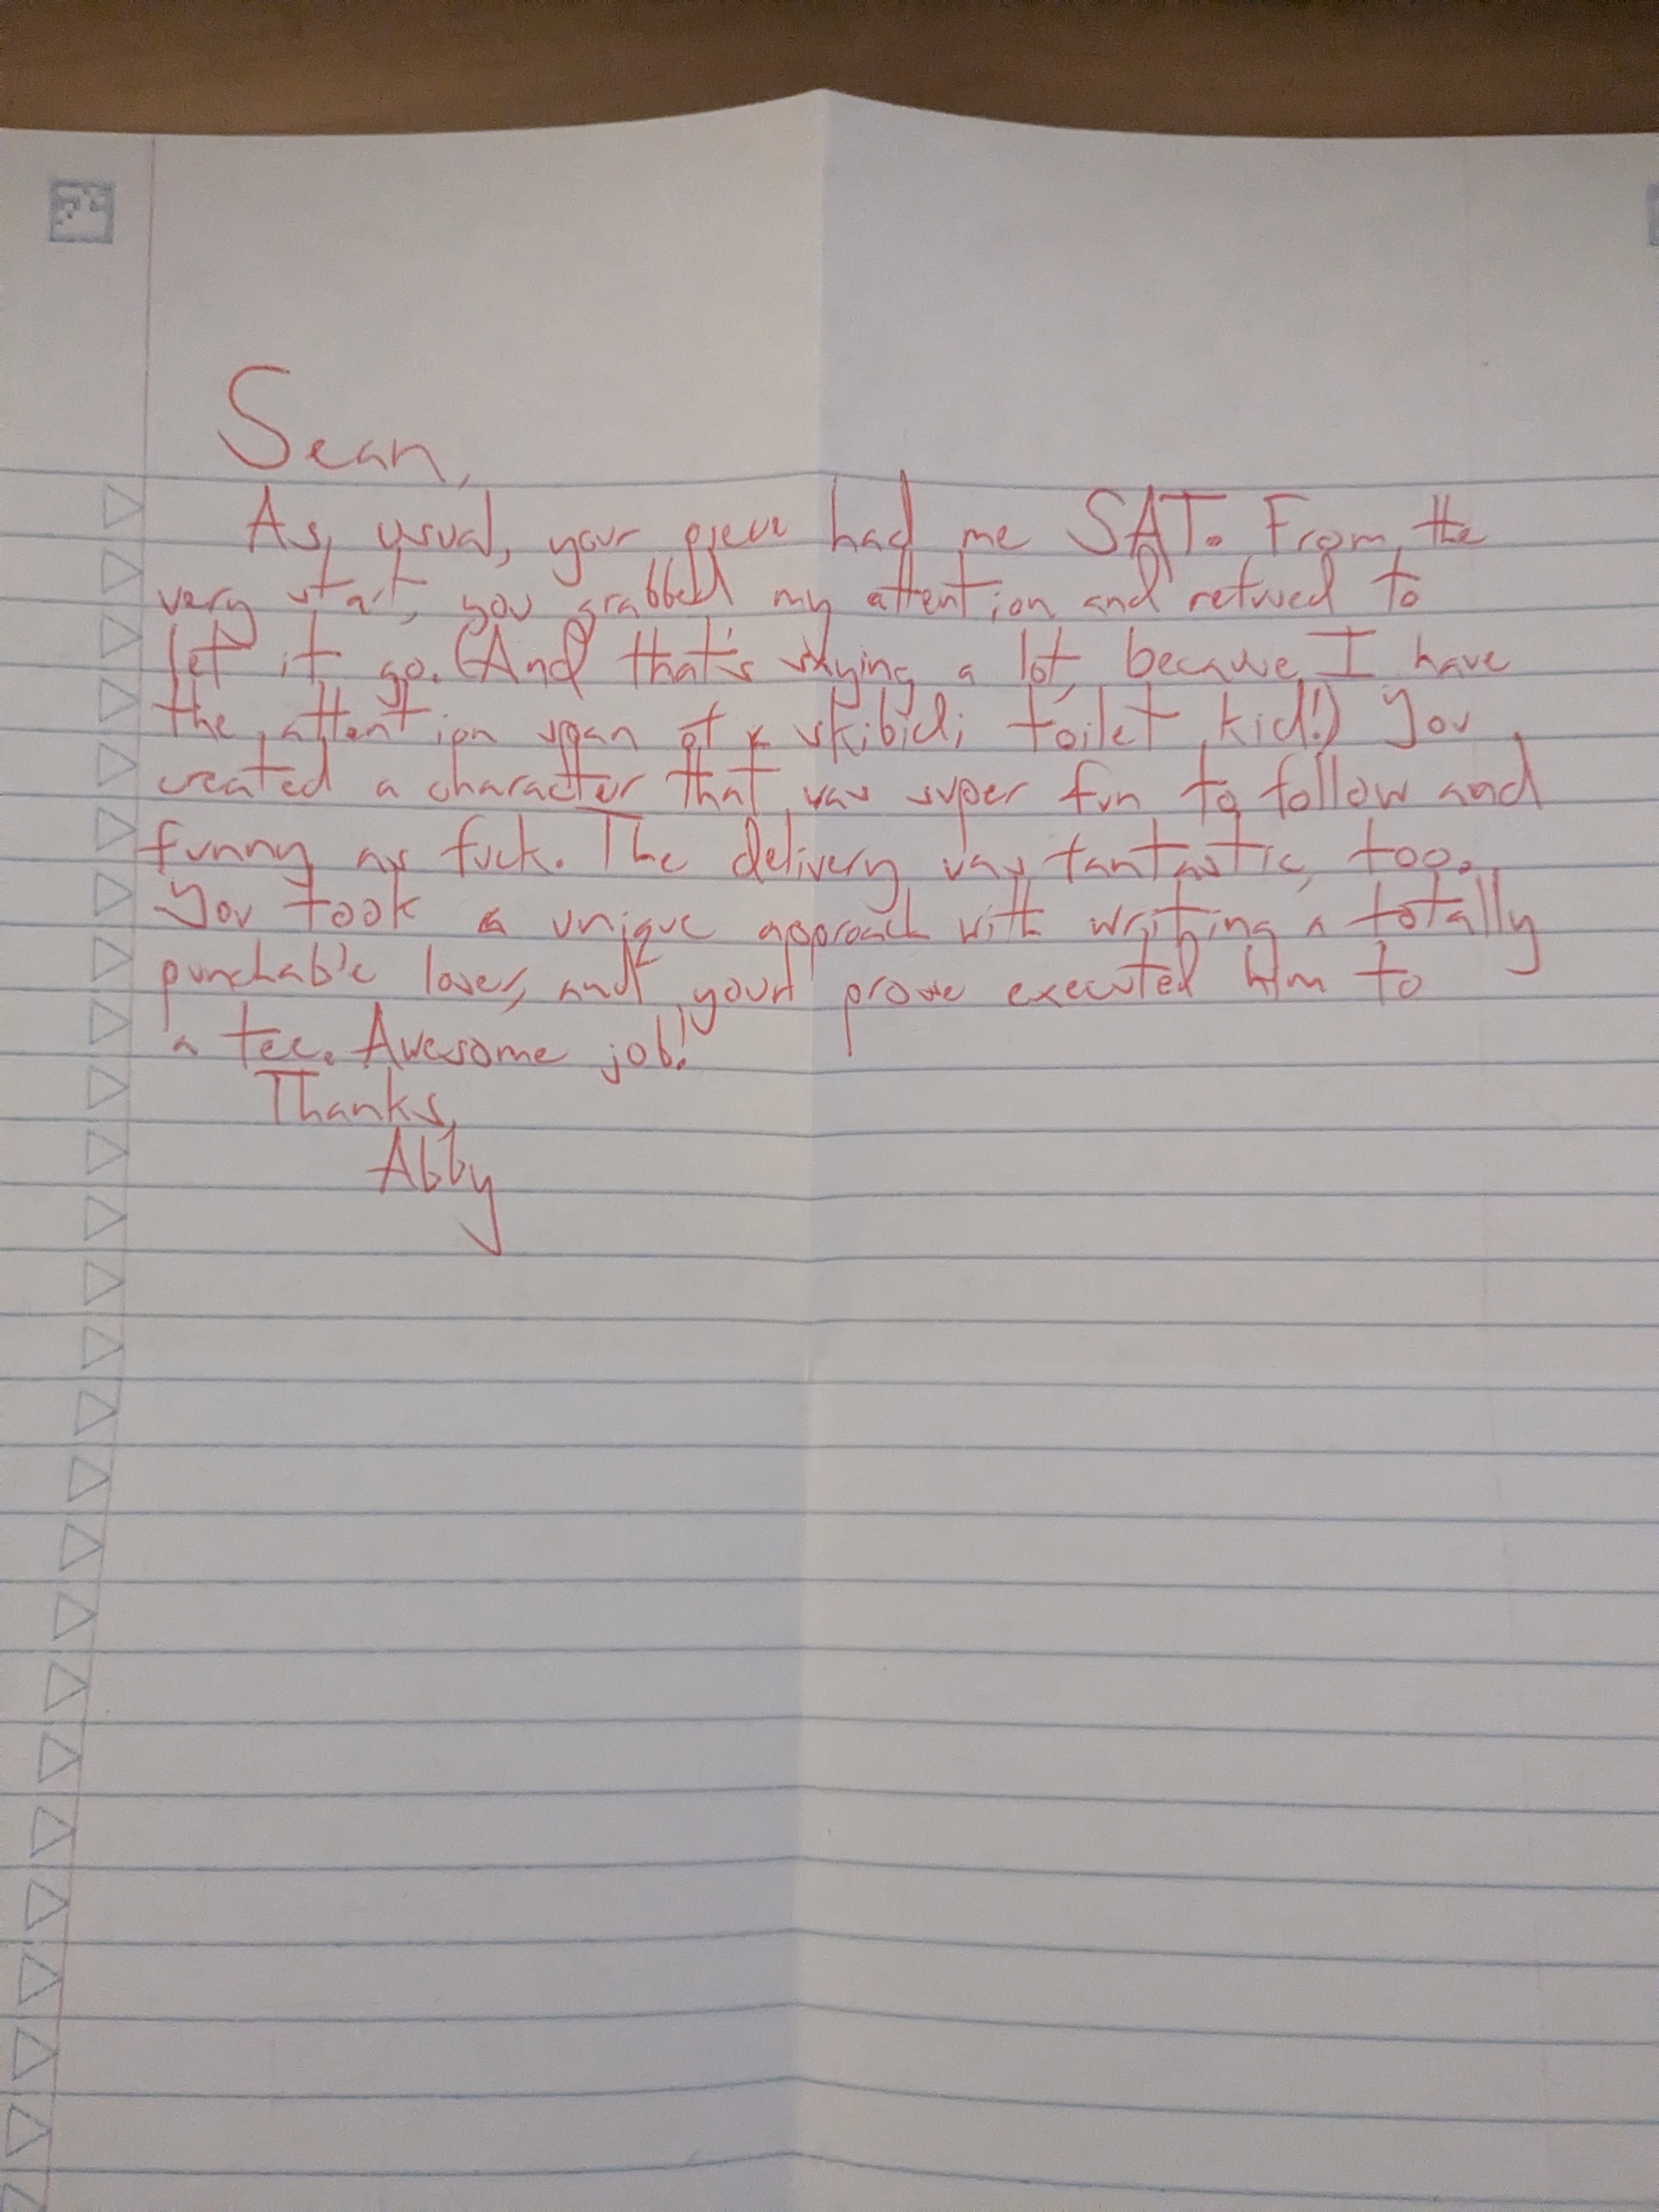 Sean,
As usual, your piece had me SAT. From the
very start, you grabbed my attention and refused to
let it go. (And that's saying a lot, because I have
the attention span of a skibidi toilet kid!) You
created a character that was super fun to follow and
funny as fuck. The delivery was fantastic, too.
You took a unique approach with writing a totally
punchable loser, and your prose executed him to
a tee. Awesome job!
Thanks,
Abby